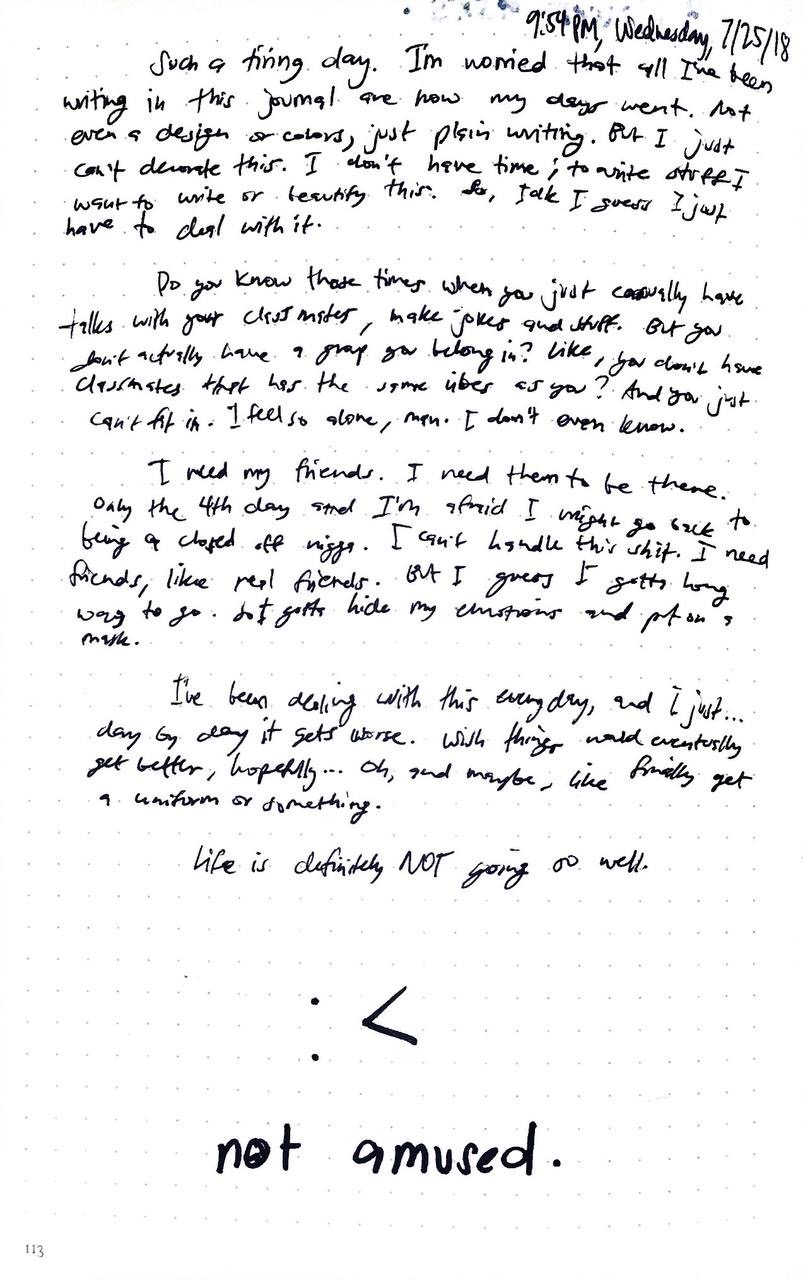 9:54 PM, Wednesday, 7/25/18
Such a tiring day. I'm worried that all I've been
writing in this journal are how my days went. Not
even a design or colors, just plain writing. But I just
can't decorate this. I don't have time; to write stuff I
want to write or beautify this. So, Idk I guess I just
have to deal with it.
Do you know those times when you just casually have
talks with your classmates, make jokes and stuff. But you
don't actually have a group you belong in? Like, you don't have
classmates that has the same vibes as you? And you just
can't fit in. I feel so alone, man. I don't even know.
I need my friends. I need them to be there.
Only the 4th day and I'm afraid I might go back to
being a closed off nigga. I can't handle this shit. I need
friends, like real friends. But I guess I gotta long
way to go. So I gotta hide my emotions and put on a
mask.
I've been dealing with this everyday, and I just...
day by day it gets worse. Wish things would eventually
get better, hopefully... Oh, and maybe, like finally get
a uniform or something.
Life is definitely NOT going so well.
: <
not amused.
113